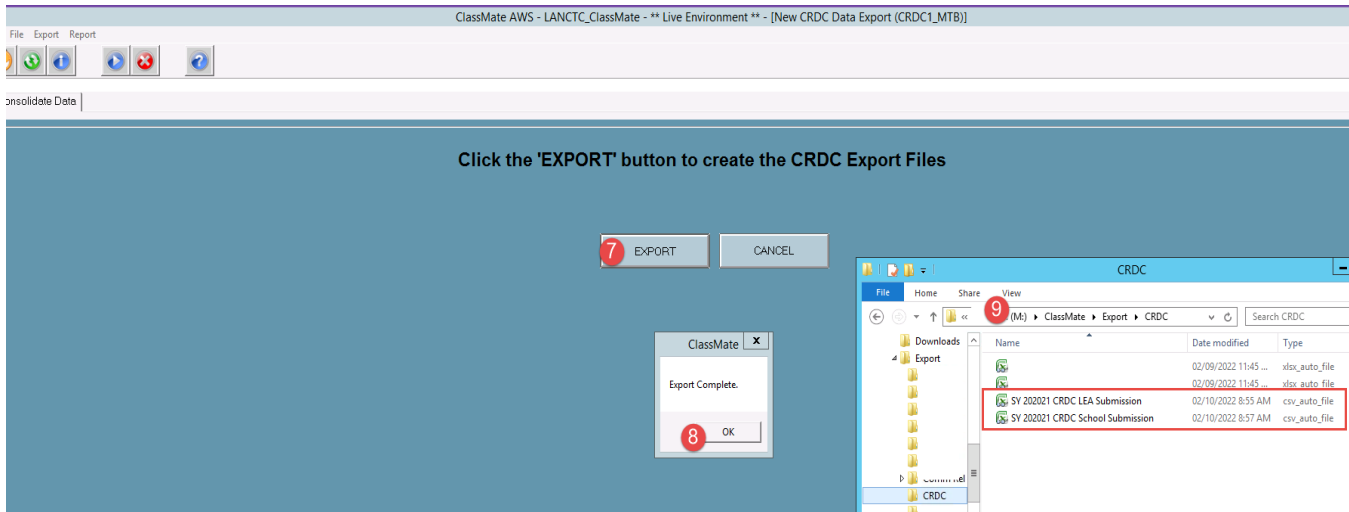 ClassMate AWS - LANCTC_ClassMate - ** Live Environment ** - [New CRDC Data Export (CRDC1_MTB)]
File Export Report
onsolidate Data
Click the 'EXPORT' button to create the CRDC Export Files
7 EXPORT CANCEL
CRDC
File Home Share View
9 (M:) ClassMate Export CRDC Search CRDC
Downloads Name Date modified Type
Export
02/09/2022 11:45 ... xlsx_auto_file
02/09/2022 11:45 ... xlsx_auto_file
SY 202021 CRDC LEA Submission 02/10/2022 8:55 AM csv_auto_file
SY 202021 CRDC School Submission 02/10/2022 8:57 AM csv_auto_file
CRDC
ClassMate X
Export Complete.
8 OK